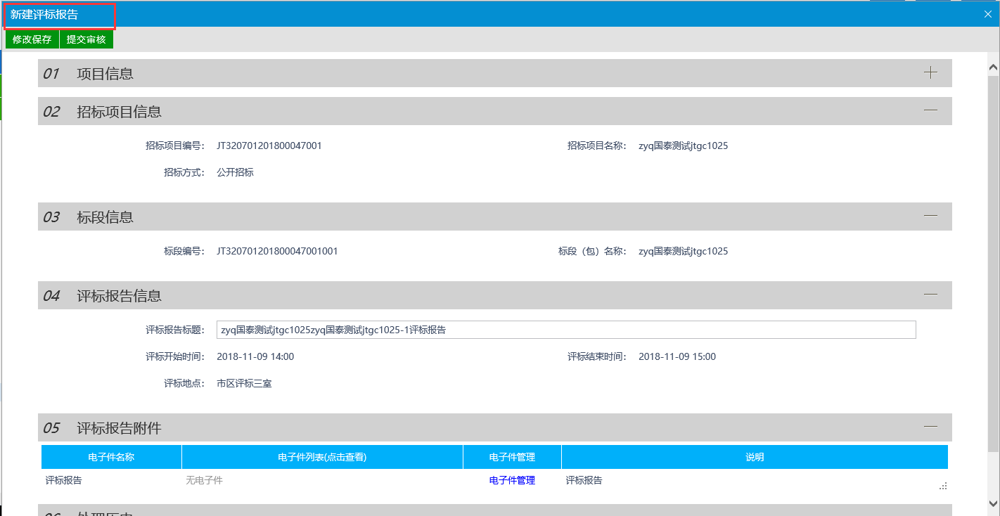 新建评标报告
修改保存 提交审核
01 项目信息
02 招标项目信息
招标项目编号： JT320701201800047001 招标项目名称： zyq国泰测试jtgc1025
招标方式： 公开招标
03 标段信息
标段编号： JT320701201800047001001 标段（包）名称： zyq国泰测试jtgc1025
04 评标报告信息
评标报告标题： zyq国泰测试jtgc1025zyq国泰测试jtgc1025-1评标报告
评标开始时间： 2018-11-09 14:00 评标结束时间： 2018-11-09 15:00
评标地点： 市区评标三室
05 评标报告附件
电子件名称 电子件列表(点击查看) 电子件管理 说明
评标报告 无电子件 电子件管理 评标报告
06 处理历史